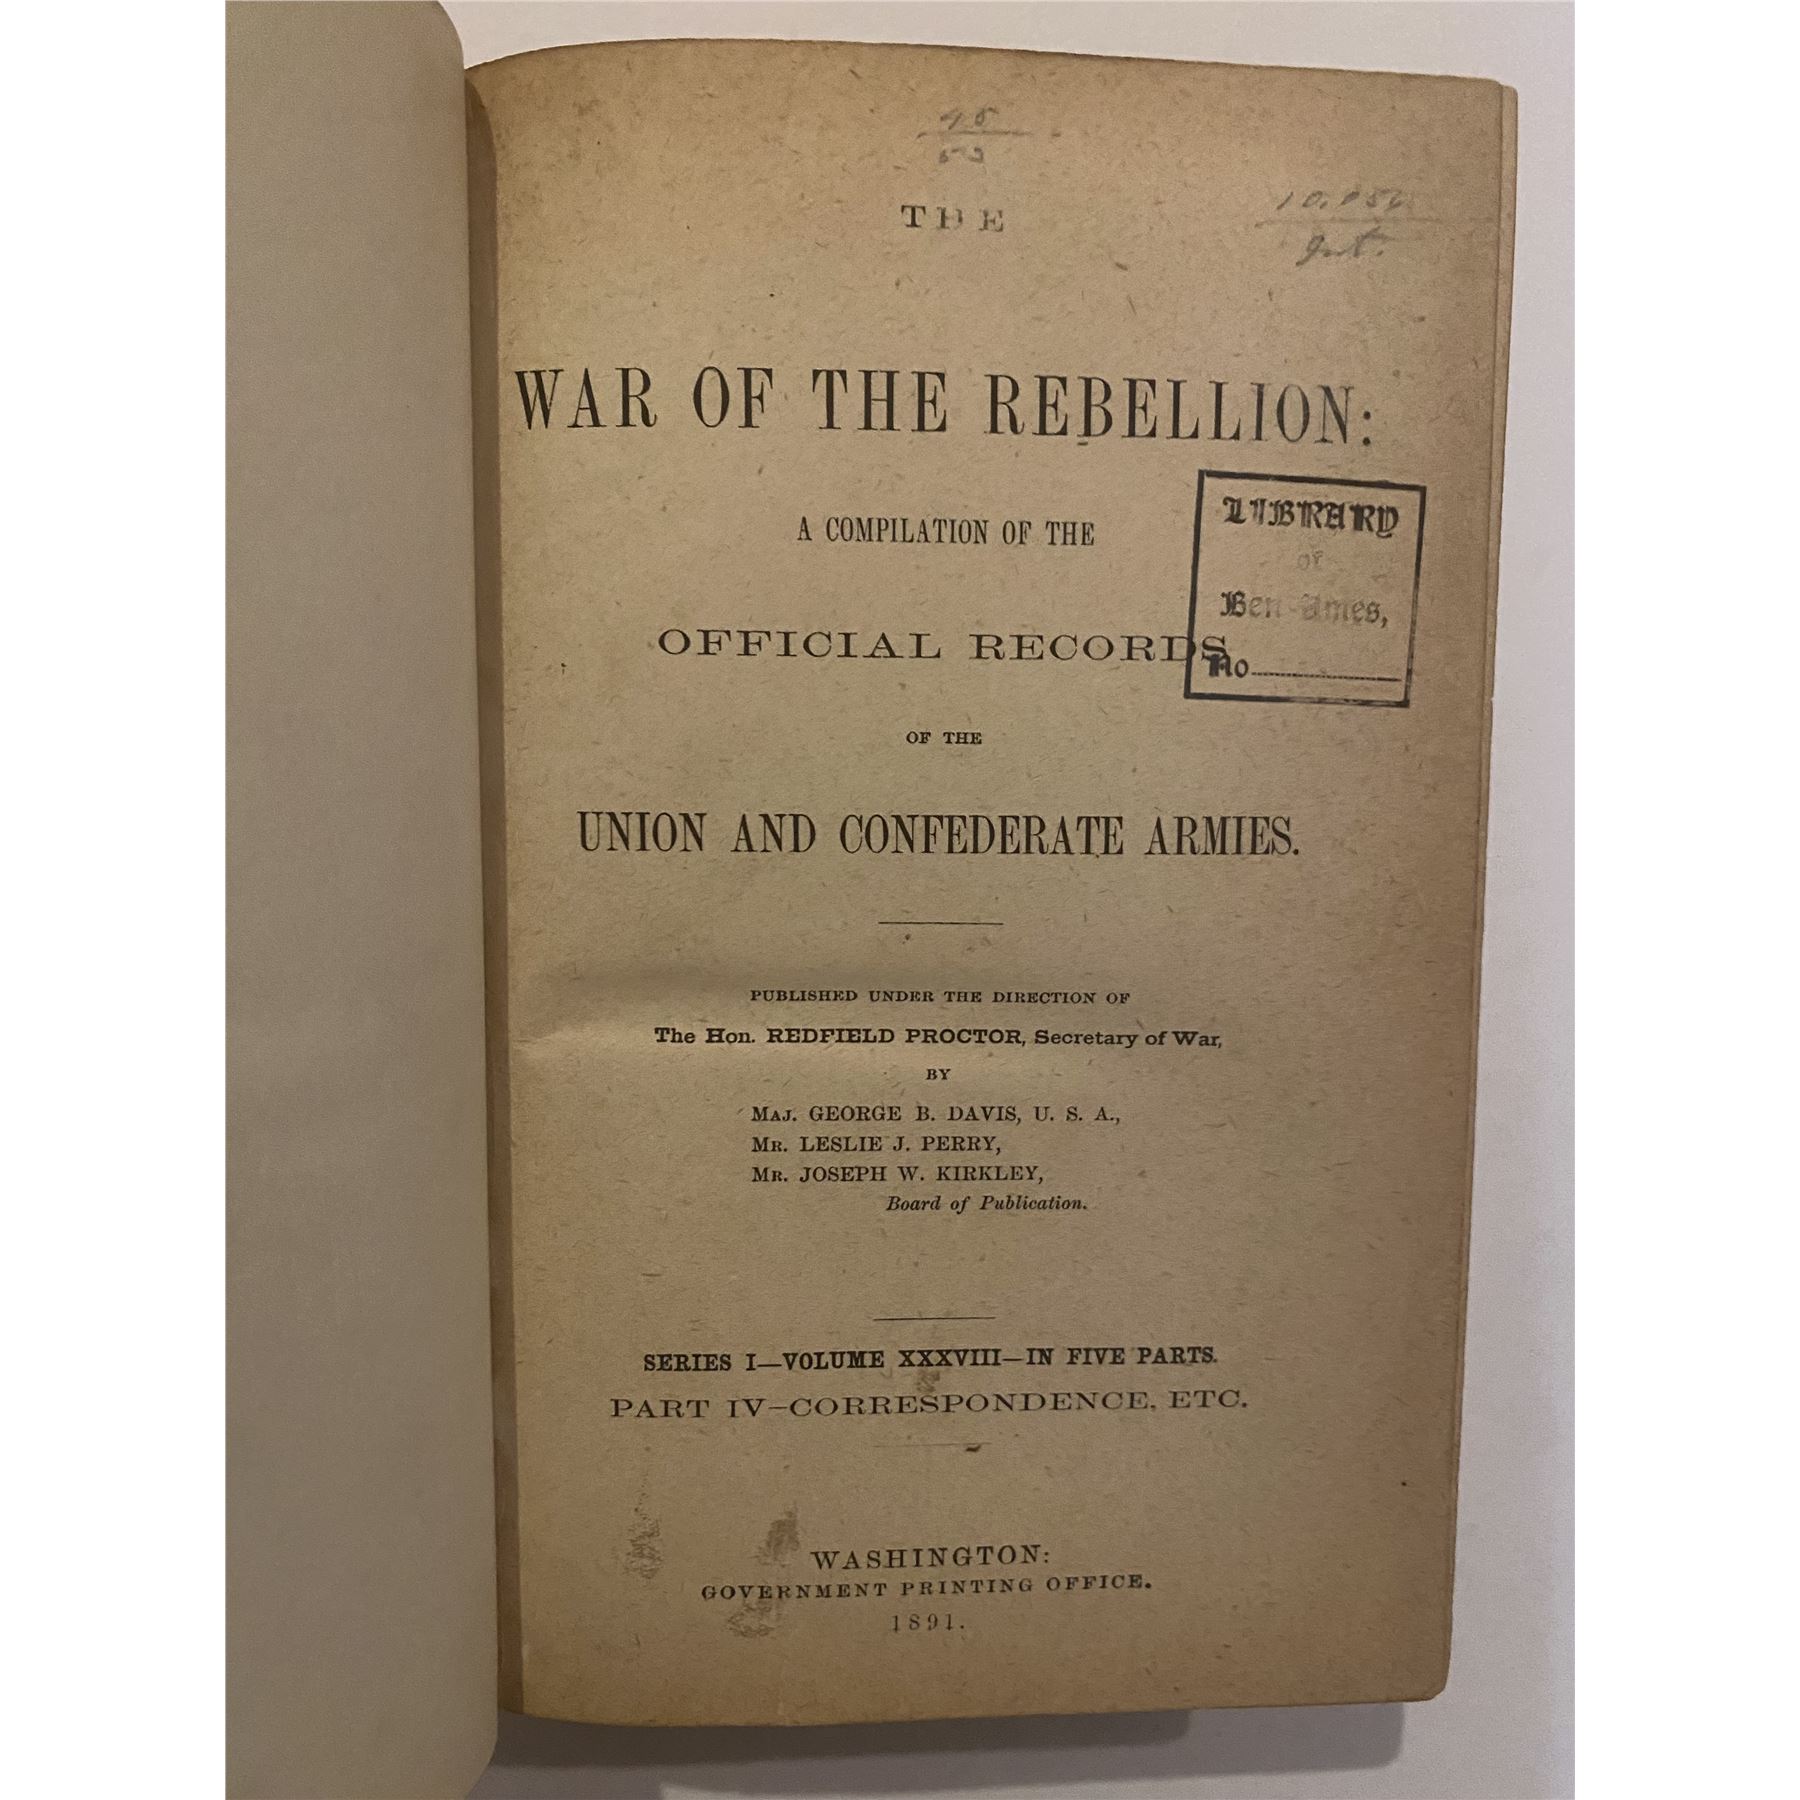 45
THE
WAR OF THE REBELLION:
A COMPILATION OF THE
OFFICIAL RECORDS
OF THE
UNION AND CONFEDERATE ARMIES.
LIBRARY
OF
Ben Ames,
No
PUBLISHED UNDER THE DIRECTION OF
The Hon. REDFIELD PROCTOR, Secretary of War,
BY
MAJ. GEORGE B. DAVIS, U. S. A.,
MR. LESLIE J. PERRY,
MR. JOSEPH W. KIRKLEY,
Board of Publication.
SERIES I—VOLUME XXXVIII—IN FIVE PARTS.
PART IV—CORRESPONDENCE, ETC.
WASHINGTON:
GOVERNMENT PRINTING OFFICE.
1891.